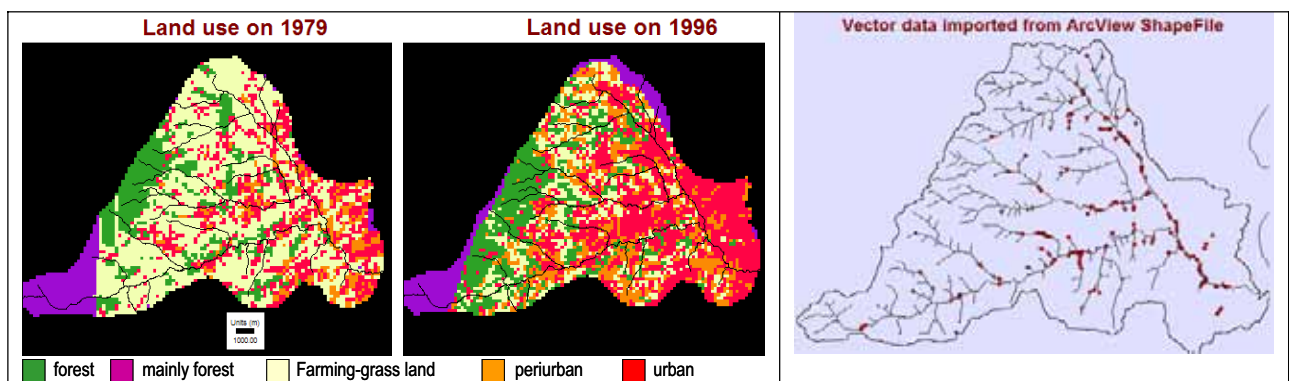 Land use on 1979
Land use on 1996
Vector data imported from ArcView ShapeFile
Units (m)
1000.00
forest
mainly forest
Farming-grass land
periurban
urban